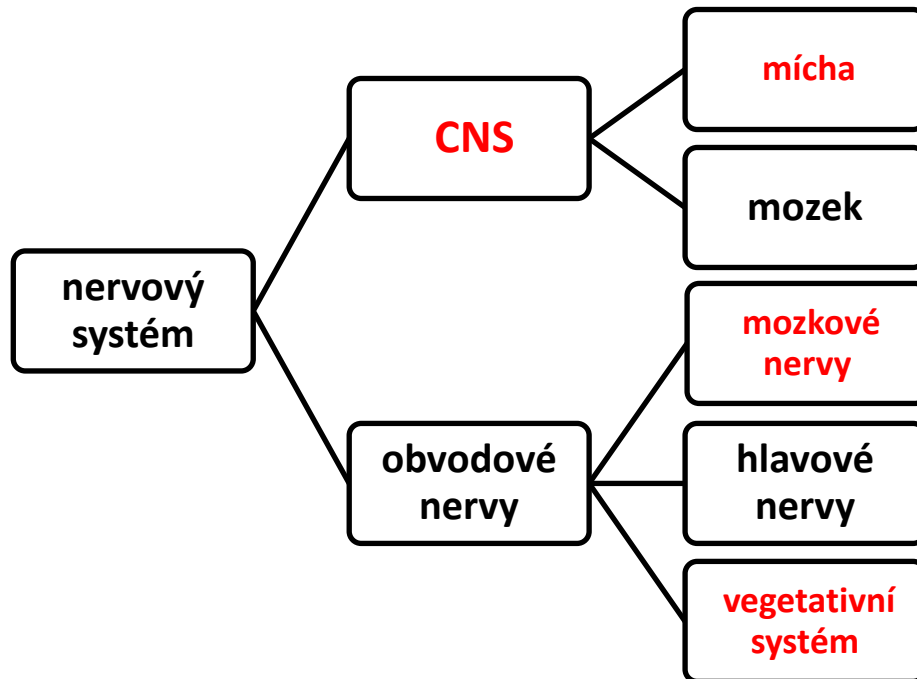 nervový
systém
CNS
obvodové
nervy
mícha
mozek
mozkové
nervy
hlavové
nervy
vegetativní
systém